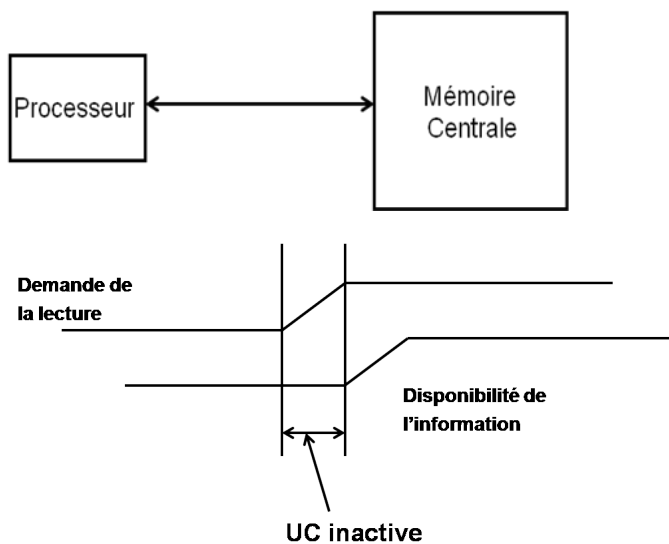 Processeur
Mémoire
Centrale
Demande de
la lecture
Disponibilité de
l'information
UC inactive